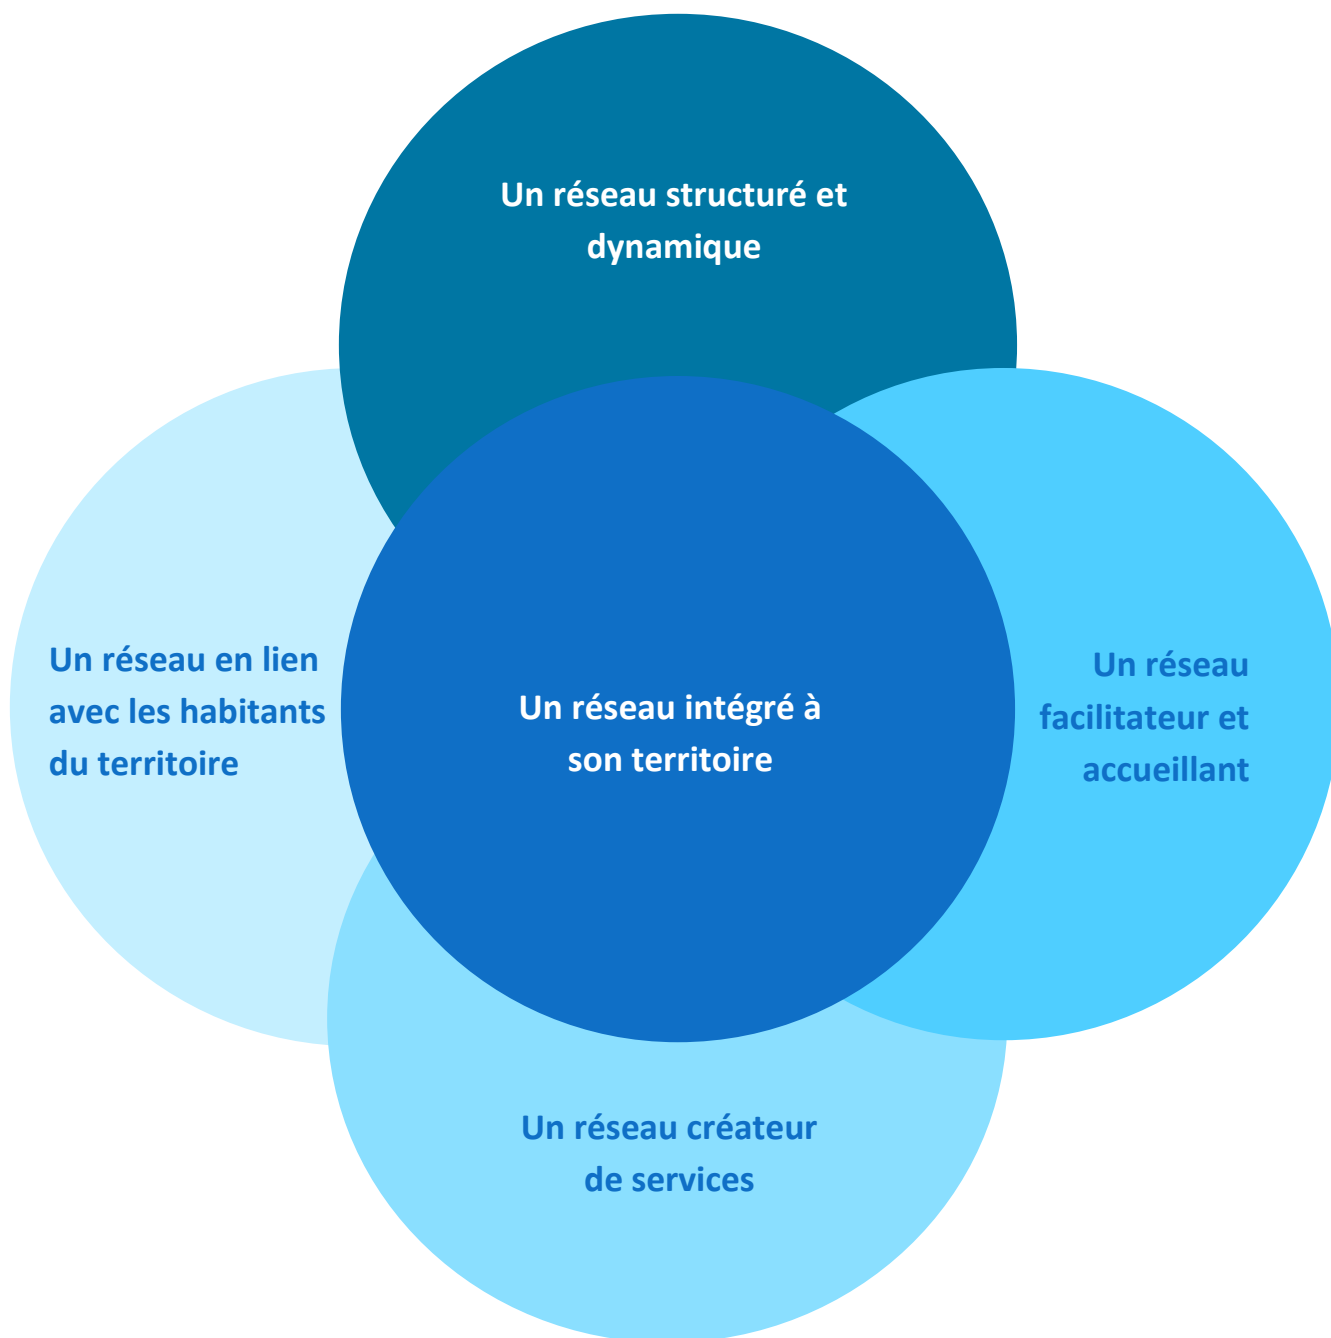 Un réseau structuré et
dynamique
Un réseau en lien
avec les habitants
du territoire
Un réseau intégré à
son territoire
Un réseau
facilitateur et
accueillant
Un réseau créateur
de services